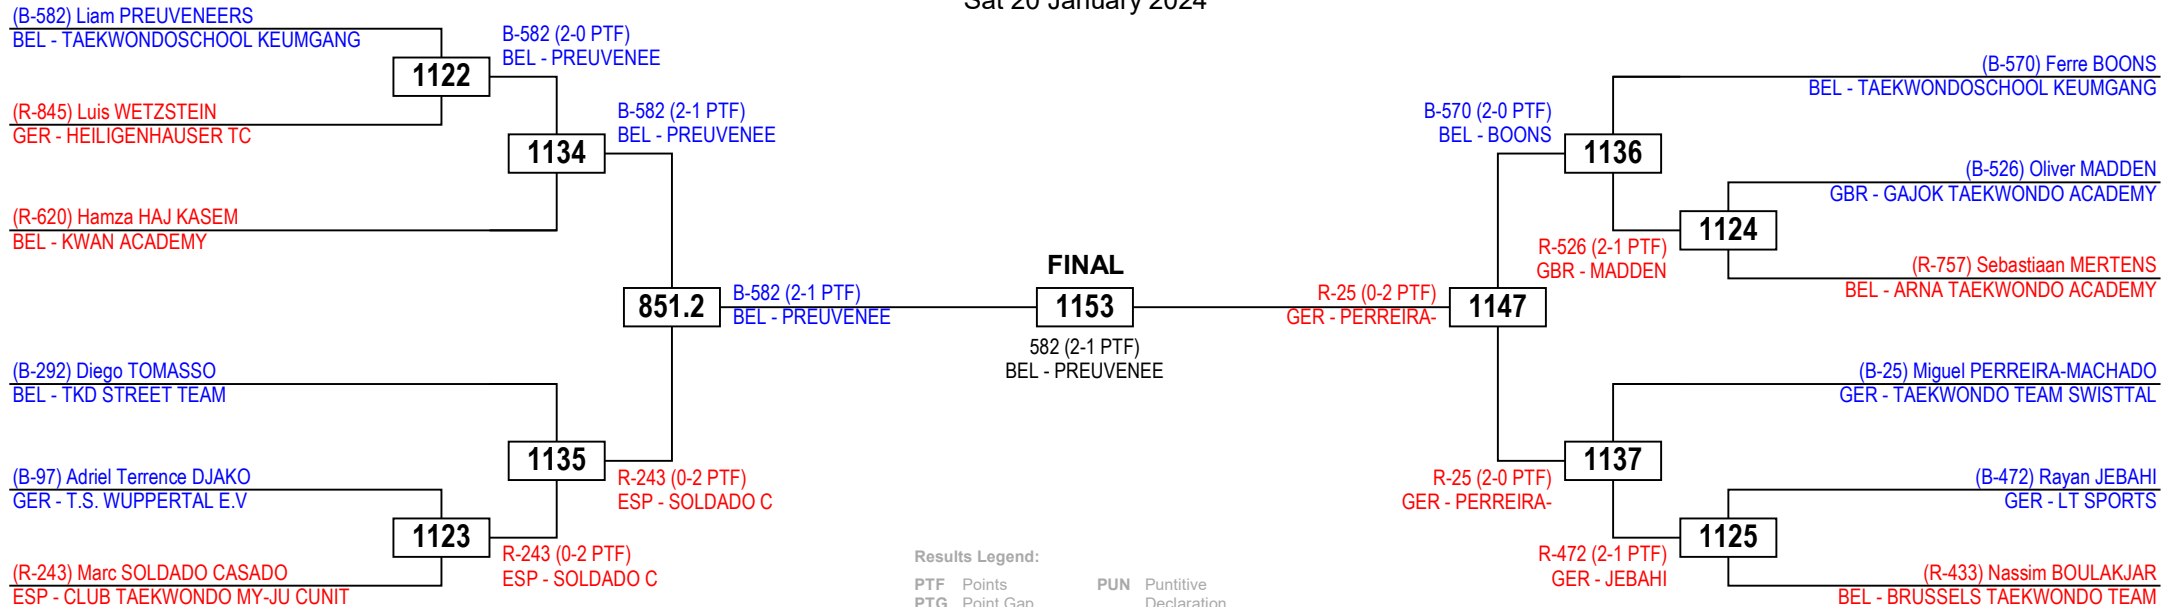 Sat 20 January 2024
(B-582) Liam PREUVENEERS
BEL - TAEKWONDOSCHOOL KEUMGANG
1122
(R-845) Luis WETZSTEIN
GER - HEILIGENHAUSER TC
B-582 (2-0 PTF)
BEL - PREUVENEE
1134
(R-620) Hamza HAJ KASEM
BEL - KWAN ACADEMY
B-582 (2-1 PTF)
BEL - PREUVENEE
851.2
(B-292) Diego TOMASSO
BEL - TKD STREET TEAM
1135
(B-97) Adriel Terrence DJAKO
GER - T.S. WUPPERTAL E.V
1123
(R-243) Marc SOLDADO CASADO
ESP - CLUB TAEKWONDO MY-JU CUNIT
R-243 (0-2 PTF)
ESP - SOLDADO C
R-243 (0-2 PTF)
ESP - SOLDADO C
B-582 (2-1 PTF)
BEL - PREUVENEE
FINAL
1153
582 (2-1 PTF)
BEL - PREUVENEE
R-25 (0-2 PTF)
GER - PERREIRA-
1147
B-570 (2-0 PTF)
BEL - BOONS
1136
(B-570) Ferre BOONS
BEL - TAEKWONDOSCHOOL KEUMGANG
(B-526) Oliver MADDEN
GBR - GAJOK TAEKWONDO ACADEMY
1124
R-526 (2-1 PTF)
GBR - MADDEN
(R-757) Sebastiaan MERTENS
BEL - ARNA TAEKWONDO ACADEMY
(B-25) Miguel PERREIRA-MACHADO
GER - TAEKWONDO TEAM SWISTTAL
1137
R-25 (2-0 PTF)
GER - PERREIRA-
(B-472) Rayan JEBAHI
GER - LT SPORTS
1125
R-472 (2-1 PTF)
GER - JEBAHI
(R-433) Nassim BOULAKJAR
BEL - BRUSSELS TAEKWONDO TEAM
Results Legend:
PTF Points PUN Puntitive
PTG Point Gap Declaration